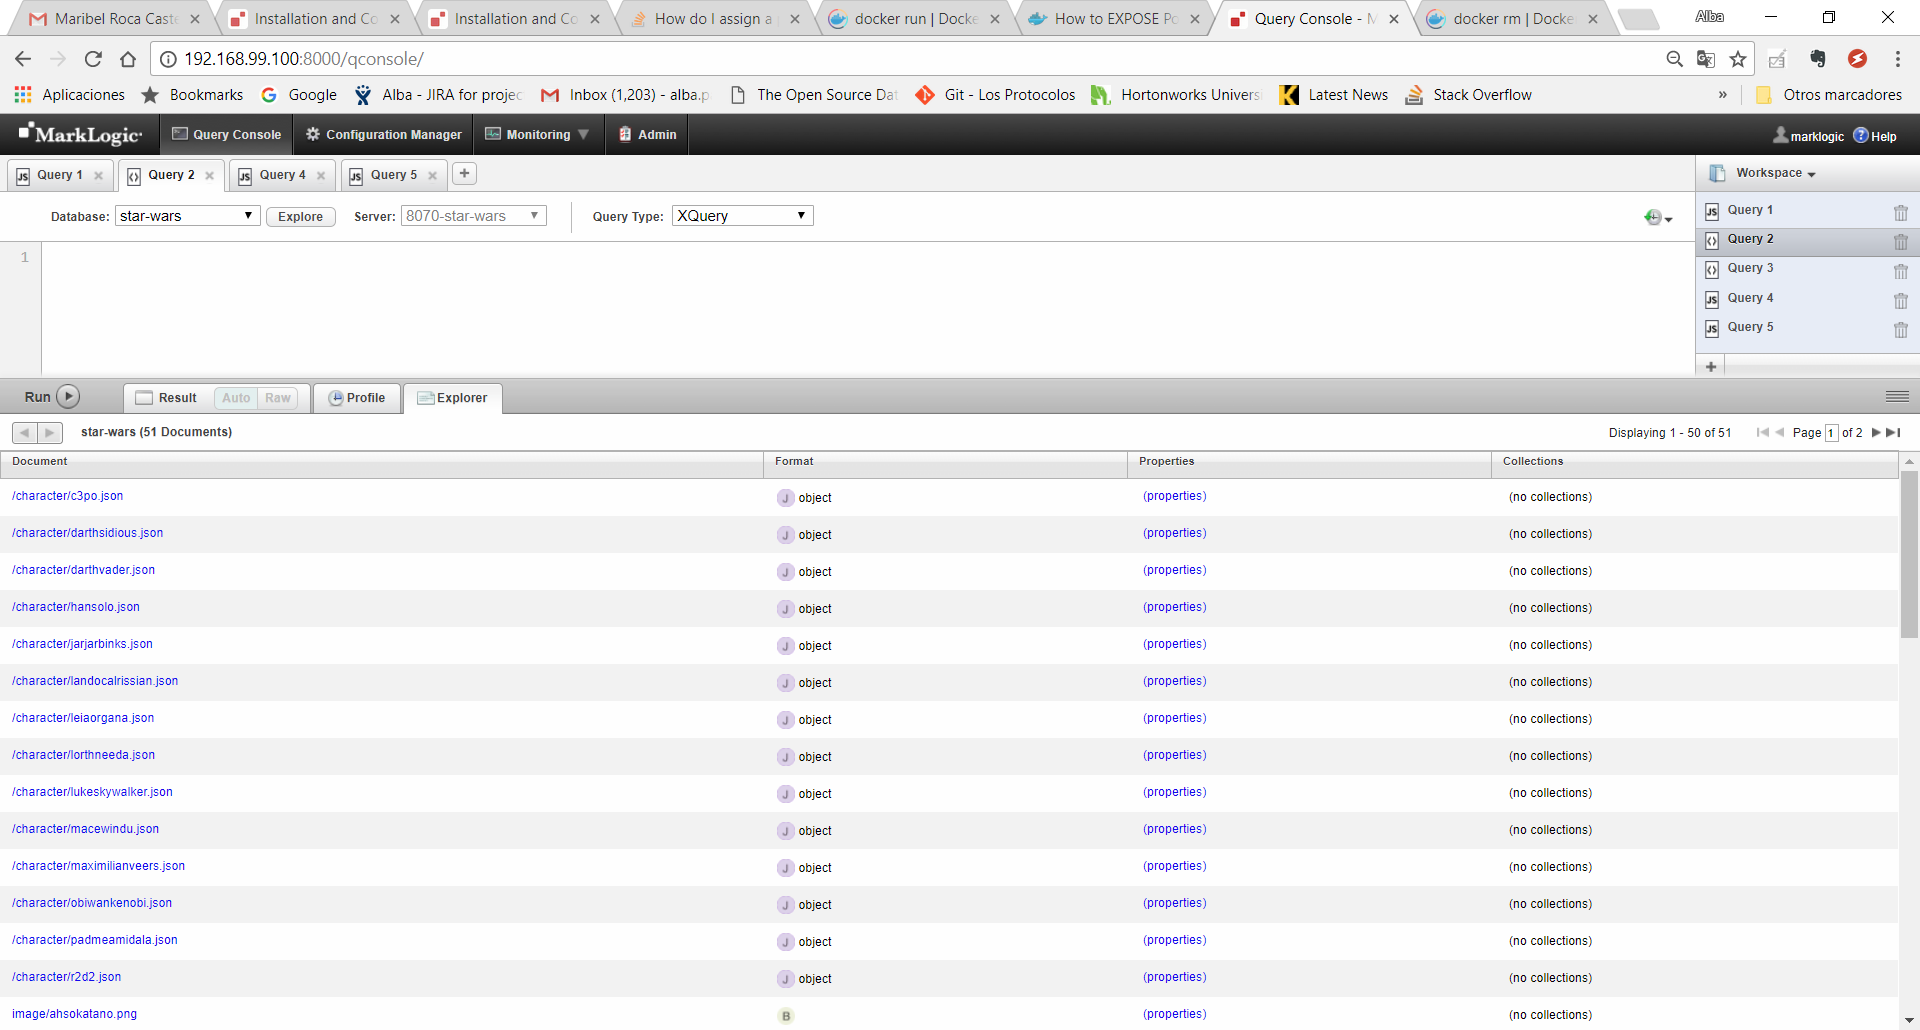 Maribel Roca Caste
Installation and Co
Installation and Co
How do I assign a
docker run | Docke
How to EXPOSE Po
Query Console - M
docker rm | Docke
Alba
192.168.99.100:8000/qconsole/
Aplicaciones
Bookmarks
Google
Alba - JIRA for projec
Inbox (1,203) - alba.p
The Open Source Dat
Git - Los Protocolos
Hortonworks Univers
Latest News
Stack Overflow
»
Otros marcadores
MarkLogic
Query Console
Configuration Manager
Monitoring
Admin
marklogic
? Help
JS Query 1
Query 2
JS Query 4
JS Query 5
+
Workspace
Database: star-wars
Explore
Server: 8070-star-wars
Query Type: XQuery
1
JS Query 1
Query 2
Query 3
JS Query 4
JS Query 5
+
Run
Result
Auto
Raw
Profile
Explorer
star-wars (51 Documents)
Displaying 1 - 50 of 51
Page 1 of 2
Document Format Properties Collections
/character/c3po.json J object (properties) (no collections)
/character/darthsidious.json J object (properties) (no collections)
/character/darthvader.json J object (properties) (no collections)
/character/hansolo.json J object (properties) (no collections)
/character/jarjarbinks.json J object (properties) (no collections)
/character/landocalrissian.json J object (properties) (no collections)
/character/leiaorgana.json J object (properties) (no collections)
/character/lorthneeda.json J object (properties) (no collections)
/character/lukeskywalker.json J object (properties) (no collections)
/character/macewindu.json J object (properties) (no collections)
/character/maximilianveers.json J object (properties) (no collections)
/character/obiwankenobi.json J object (properties) (no collections)
/character/padmeamidala.json J object (properties) (no collections)
/character/r2d2.json J object (properties) (no collections)
image/ahsokatano.png B (properties) (no collections)